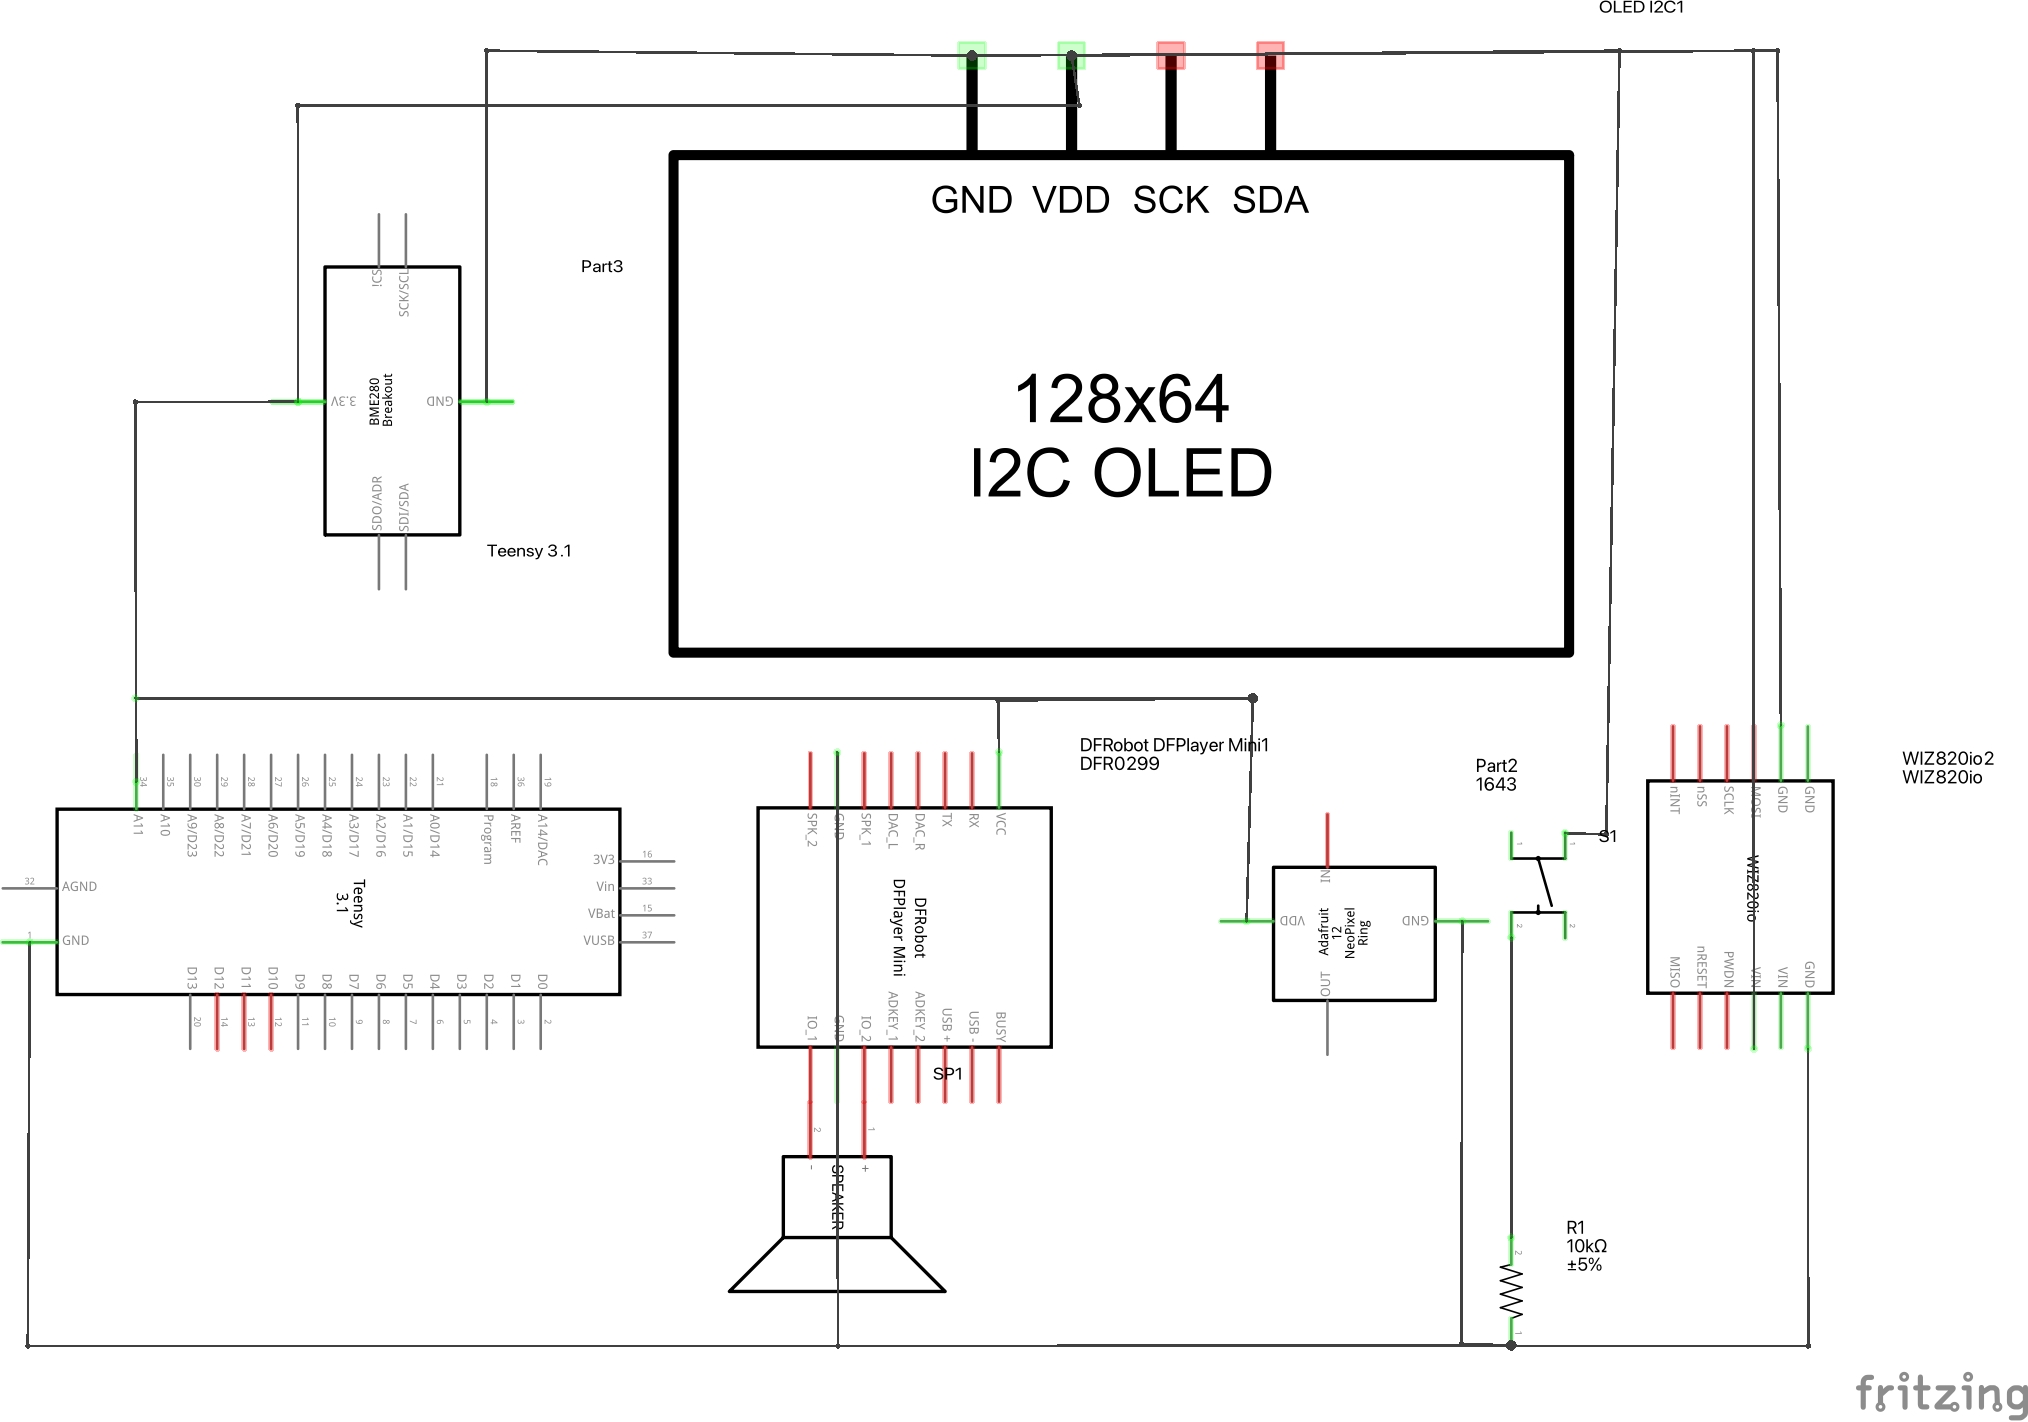 OLED I2C1
GND VDD SCK SDA
128x64
I2C OLED
Part3
iCS
SCK/SCL
3.3V
BME280
Breakout
GND
SDO/ADR
SDI/SDA
Teensy 3.1
34
35
30
29
28
27
26
25
24
23
22
21
18
36
19
A11
A10
A9/D23
A8/D22
A7/D21
A6/D20
A5/D19
A4/D18
A3/D17
A2/D16
A1/D15
A0/D14
Program
AREF
A14/DAC
32
AGND
1
GND
Teensy
3.1
3V3
16
Vin
33
VBat
15
VUSB
37
D13
D12
D11
D10
D9
D8
D7
D6
D5
D4
D3
D2
D1
D0
20
14
13
12
11
10
9
8
7
6
5
4
3
2
DFRobot DFPlayer Mini1
DFR0299
SPK_2
GND
SPK_1
DAC_L
DAC_R
TX
RX
VCC
DFRobot
DFPlayer Mini
IO_1
GND
IO_2
ADKEY_1
ADKEY_2
USB +
USB -
BUSY
SP1
2
1
-
+
SPEAKER
Part2
1643
IN
VDD
Adafruit
12
NeoPixel
Ring
GND
OUT
S1
1
1
2
2
R1
10kΩ
±5%
2
1
WIZ820io2
WIZ820io
nINT
nSS
SCLK
MOSI
GND
GND
WIZ820io
MISO
nRESET
PWDN
VIN
VIN
GND
fritzing